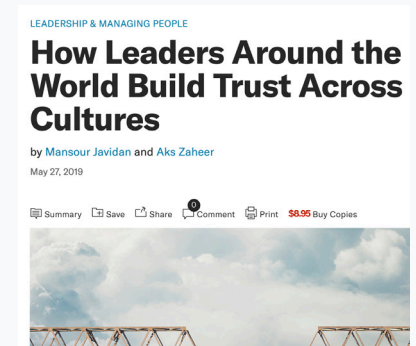 LEADERSHIP & MANAGING PEOPLE
How Leaders Around the
World Build Trust Across
Cultures
by Mansour Javidan and Aks Zaheer
May 27, 2019
Summary Save Share 0 Comment Print $8.95 Buy Copies